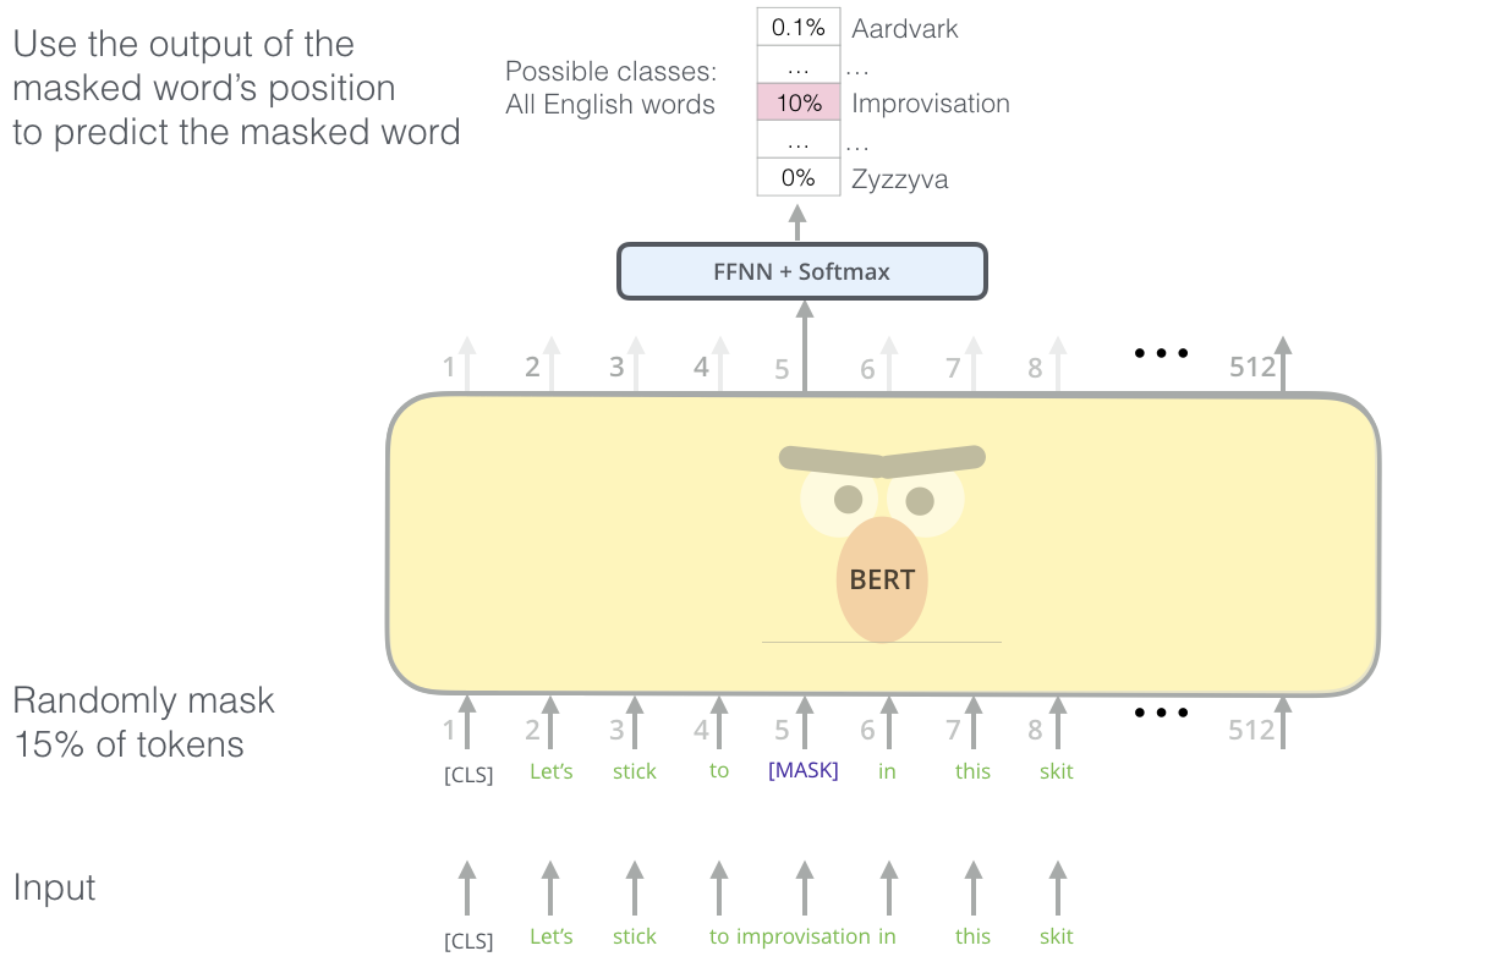 Use the output of the
masked word’s position
to predict the masked word
Possible classes:
All English words
0.1% Aardvark
... ...
10% Improvisation
... ...
0% Zyzzyva
FFNN + Softmax
1 2 3 4 5 6 7 8 ••• 512
BERT
Randomly mask
15% of tokens
1 2 3 4 5 6 7 8 ••• 512
[CLS] Let’s stick to [MASK] in this skit
Input
[CLS] Let’s stick to improvisation in this skit